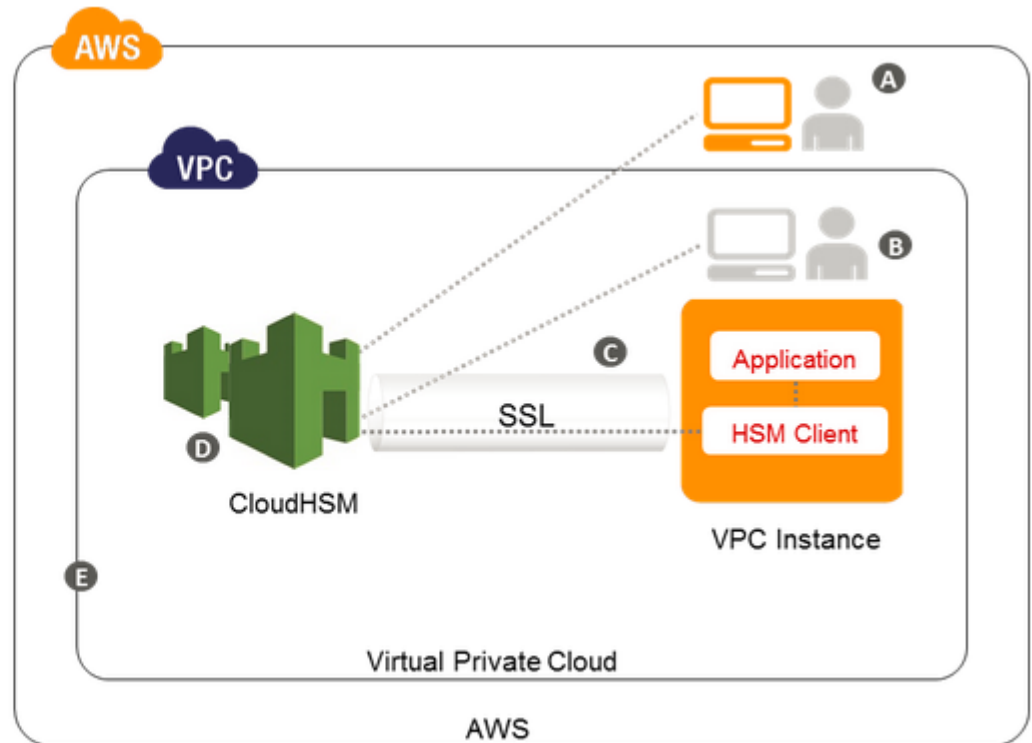 AWS
A
VPC
B
C
Application
SSL
HSM Client
D
CloudHSM
VPC Instance
E
Virtual Private Cloud
AWS